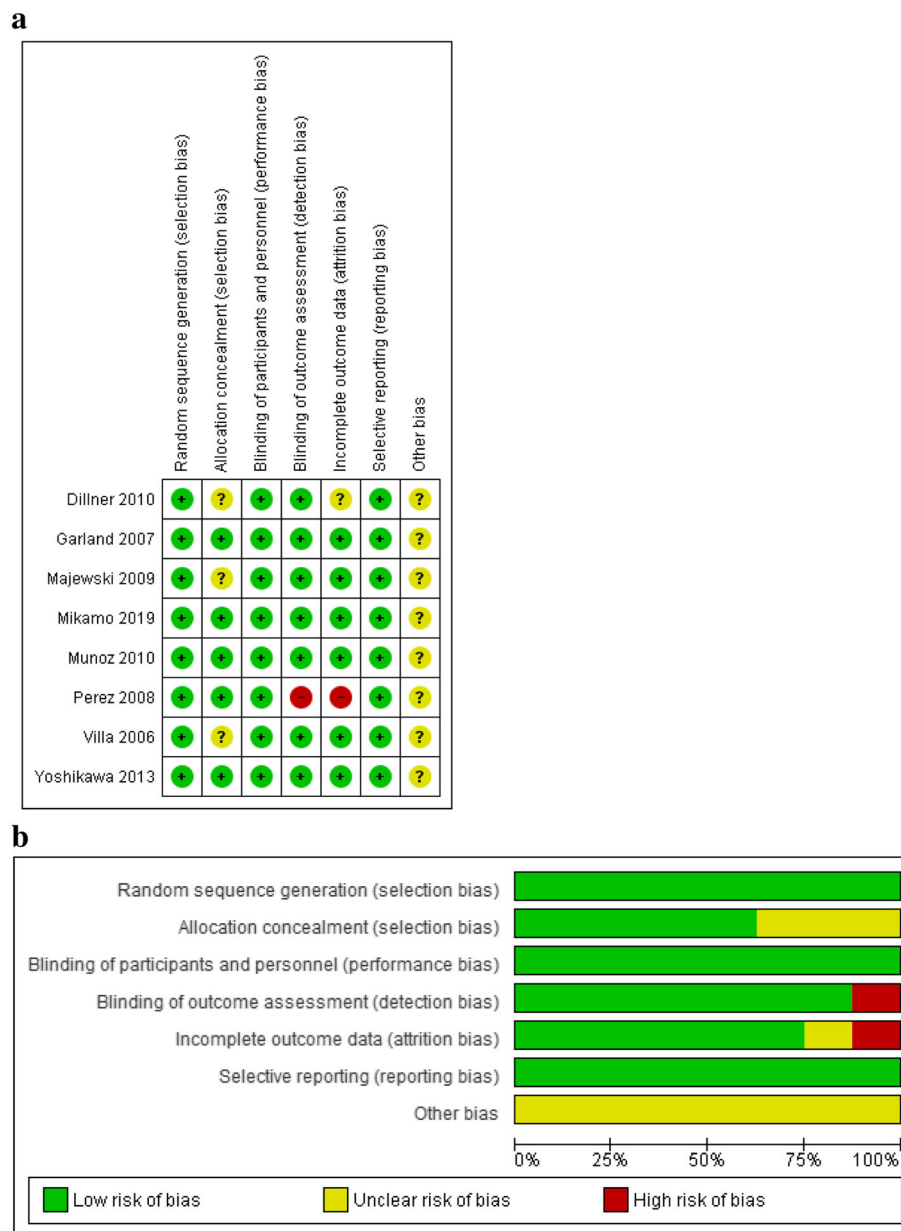 a
Random sequence generation (selection bias)
Allocation concealment (selection bias)
Blinding of participants and personnel (performance bias)
Blinding of outcome assessment (detection bias)
Incomplete outcome data (attrition bias)
Selective reporting (reporting bias)
Other bias
Dillner 2010 + ? + + ? + ?
Garland 2007 + + + + + + ?
Majewski 2009 + ? + + + + ?
Mikamo 2019 + + + + + + ?
Munoz 2010 + + + + + + ?
Perez 2008 + + + - - + ?
Villa 2006 + ? + + + + ?
Yoshikawa 2013 + + + + + + ?
b
Random sequence generation (selection bias)
Allocation concealment (selection bias)
Blinding of participants and personnel (performance bias)
Blinding of outcome assessment (detection bias)
Incomplete outcome data (attrition bias)
Selective reporting (reporting bias)
Other bias
0% 25% 50% 75% 100%
Low risk of bias Unclear risk of bias High risk of bias